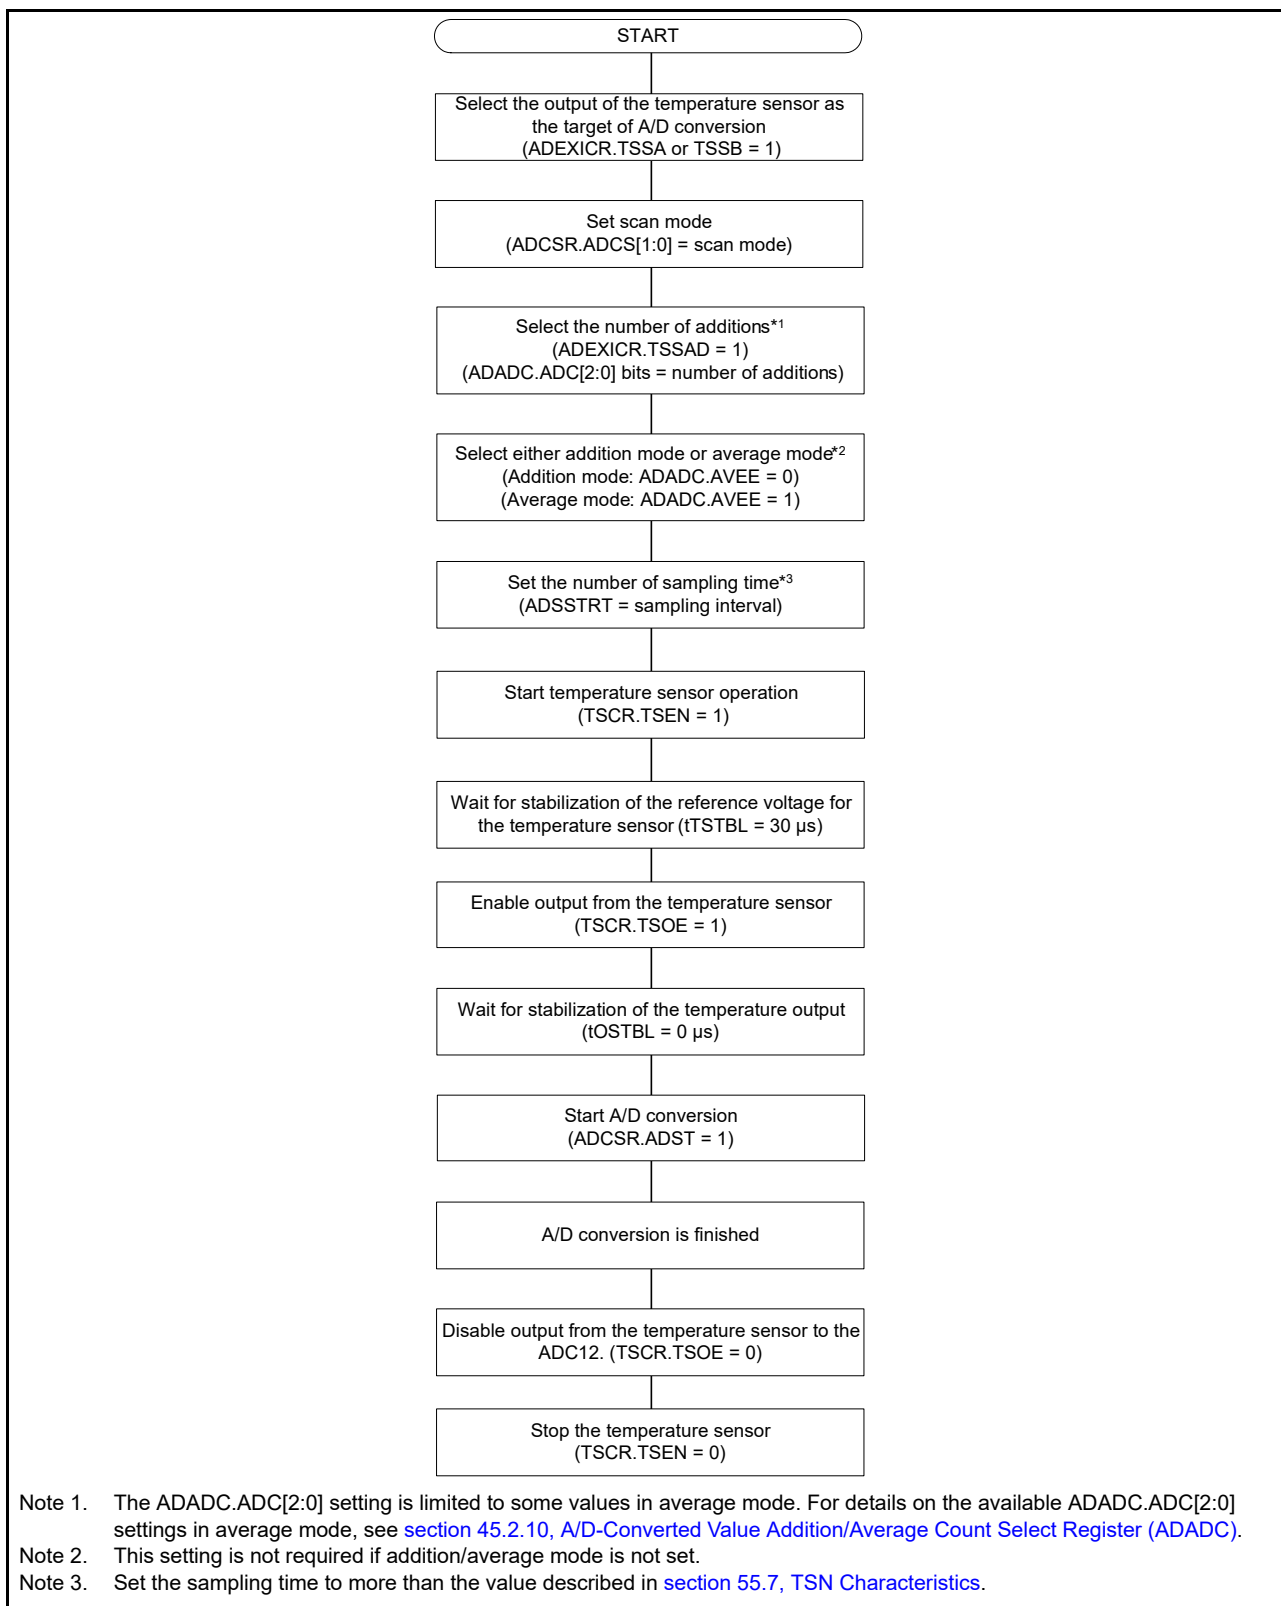 START
Select the output of the temperature sensor as
the target of A/D conversion
(ADEXICR.TSSA or TSSB = 1)
Set scan mode
(ADCSR.ADCS[1:0] = scan mode)
Select the number of additions*1
(ADEXICR.TSSAD = 1)
(ADADC.ADC[2:0] bits = number of additions)
Select either addition mode or average mode*2
(Addition mode: ADADC.AVEE = 0)
(Average mode: ADADC.AVEE = 1)
Set the number of sampling time*3
(ADSSTRT = sampling interval)
Start temperature sensor operation
(TSCR.TSEN = 1)
Wait for stabilization of the reference voltage for
the temperature sensor (tTSTBL = 30 µs)
Enable output from the temperature sensor
(TSCR.TSOE = 1)
Wait for stabilization of the temperature output
(tOSTBL = 0 µs)
Start A/D conversion
(ADCSR.ADST = 1)
A/D conversion is finished
Disable output from the temperature sensor to the
ADC12. (TSCR.TSOE = 0)
Stop the temperature sensor
(TSCR.TSEN = 0)
Note 1. The ADADC.ADC[2:0] setting is limited to some values in average mode. For details on the available ADADC.ADC[2:0]
settings in average mode, see section 45.2.10, A/D-Converted Value Addition/Average Count Select Register (ADADC).
Note 2. This setting is not required if addition/average mode is not set.
Note 3. Set the sampling time to more than the value described in section 55.7, TSN Characteristics.